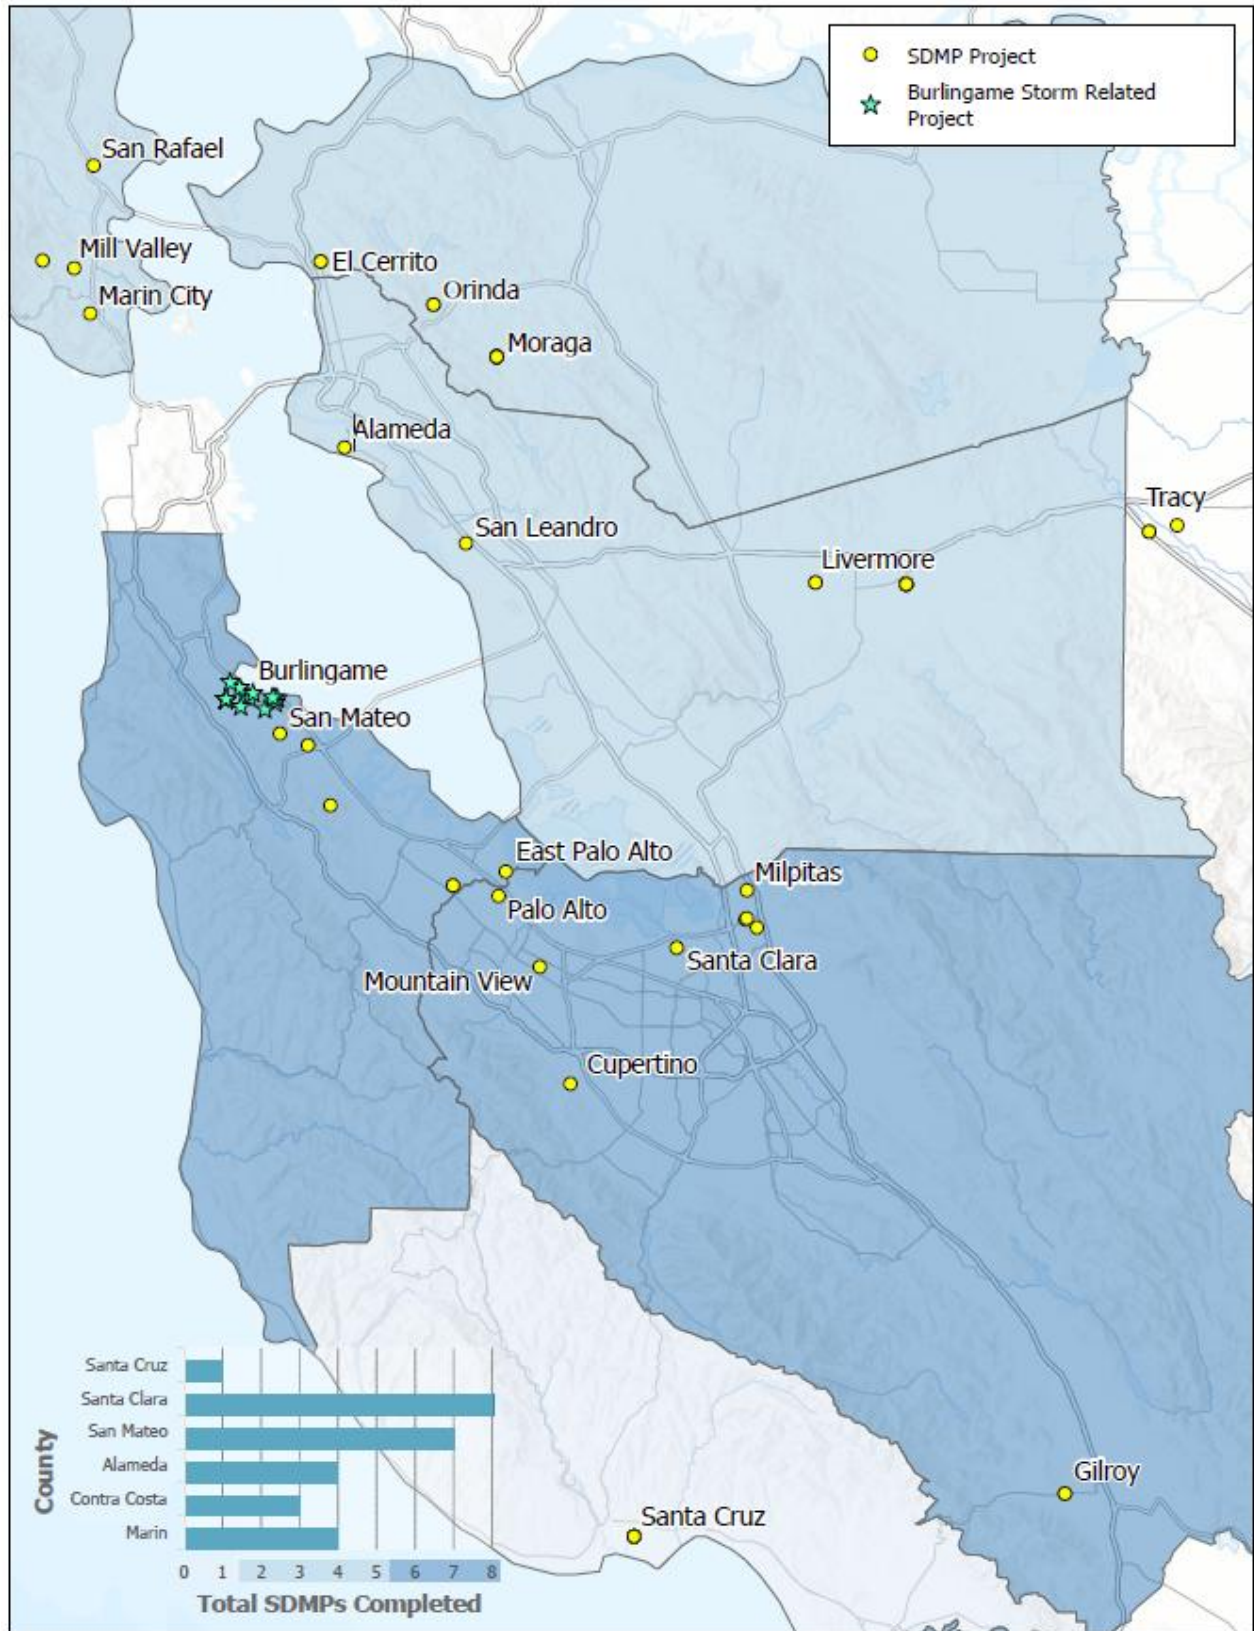 SDMP Project
Burlingame Storm Related
Project
San Rafael
Mill Valley
Marin City
El Cerrito
Orinda
Moraga
Alameda
San Leandro
Tracy
Livermore
Burlingame
San Mateo
East Palo Alto
Palo Alto
Milpitas
Santa Clara
Mountain View
Cupertino
Gilroy
Santa Cruz
County
Santa Cruz
Santa Clara
San Mateo
Alameda
Contra Costa
Marin
0 1 2 3 4 5 6 7 8
Total SDMPs Completed